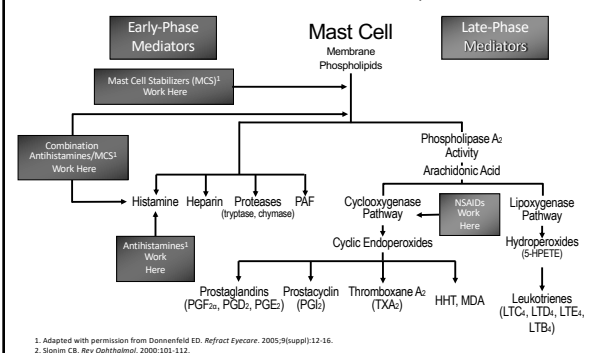 Early-Phase
Mediators
Mast Cell
Membrane
Phospholipids
Late-Phase
Mediators
Mast Cell Stabilizers (MCS)¹
Work Here
Combination
Antihistamines/MCS¹
Work Here
Phospholipase A₂
Activity
Arachidonic Acid
Histamine
Heparin
Proteases
(tryptase, chymase)
PAF
Cyclooxygenase
Pathway
NSAIDs
Work
Here
Lipoxygenase
Pathway
Antihistamines¹
Work
Here
Cyclic Endoperoxides
Hydroperoxides
(5-HPETE)
Prostaglandins
(PGF₂α, PGD₂, PGE₂)
Prostacyclin
(PGI₂)
Thromboxane A₂
(TXA₂)
HHT, MDA
Leukotrienes
(LTC₄, LTD₄, LTE₄,
LTB₄)
1. Adapted with permission from Donnenfeld ED. Refract Eyecare. 2005;9(suppl):12-16.
2. Slonim CB. Rev Ophthalmol. 2000:101-112.